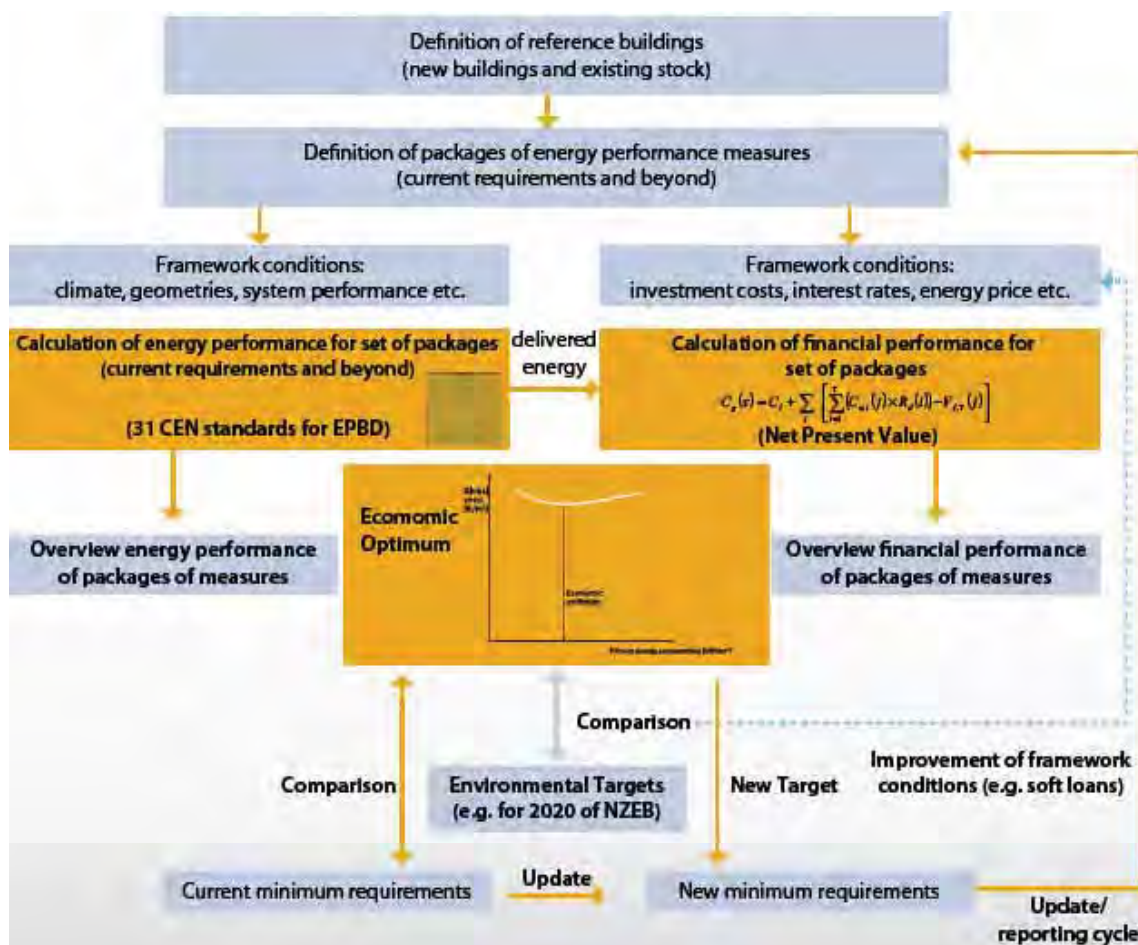 Definition of reference buildings
(new buildings and existing stock)
Definition of packages of energy performance measures
(current requirements and beyond)
Framework conditions:
climate, geometries, system performance etc.
Framework conditions:
investment costs, interest rates, energy price etc.
Calculation of energy performance for set of packages
(current requirements and beyond)
(31 CEN standards for EPBD)
delivered
energy
Calculation of financial performance for
set of packages
(Net Present Value)
Ecomomic
Optimum
Overview energy performance
of packages of measures
Overview financial performance
of packages of measures
Comparison
Comparison
Environmental Targets
(e.g. for 2020 of NZEB)
New Target
Improvement of framework
conditions (e.g. soft loans)
Current minimum requirements
Update
New minimum requirements
Update/
reporting cycle